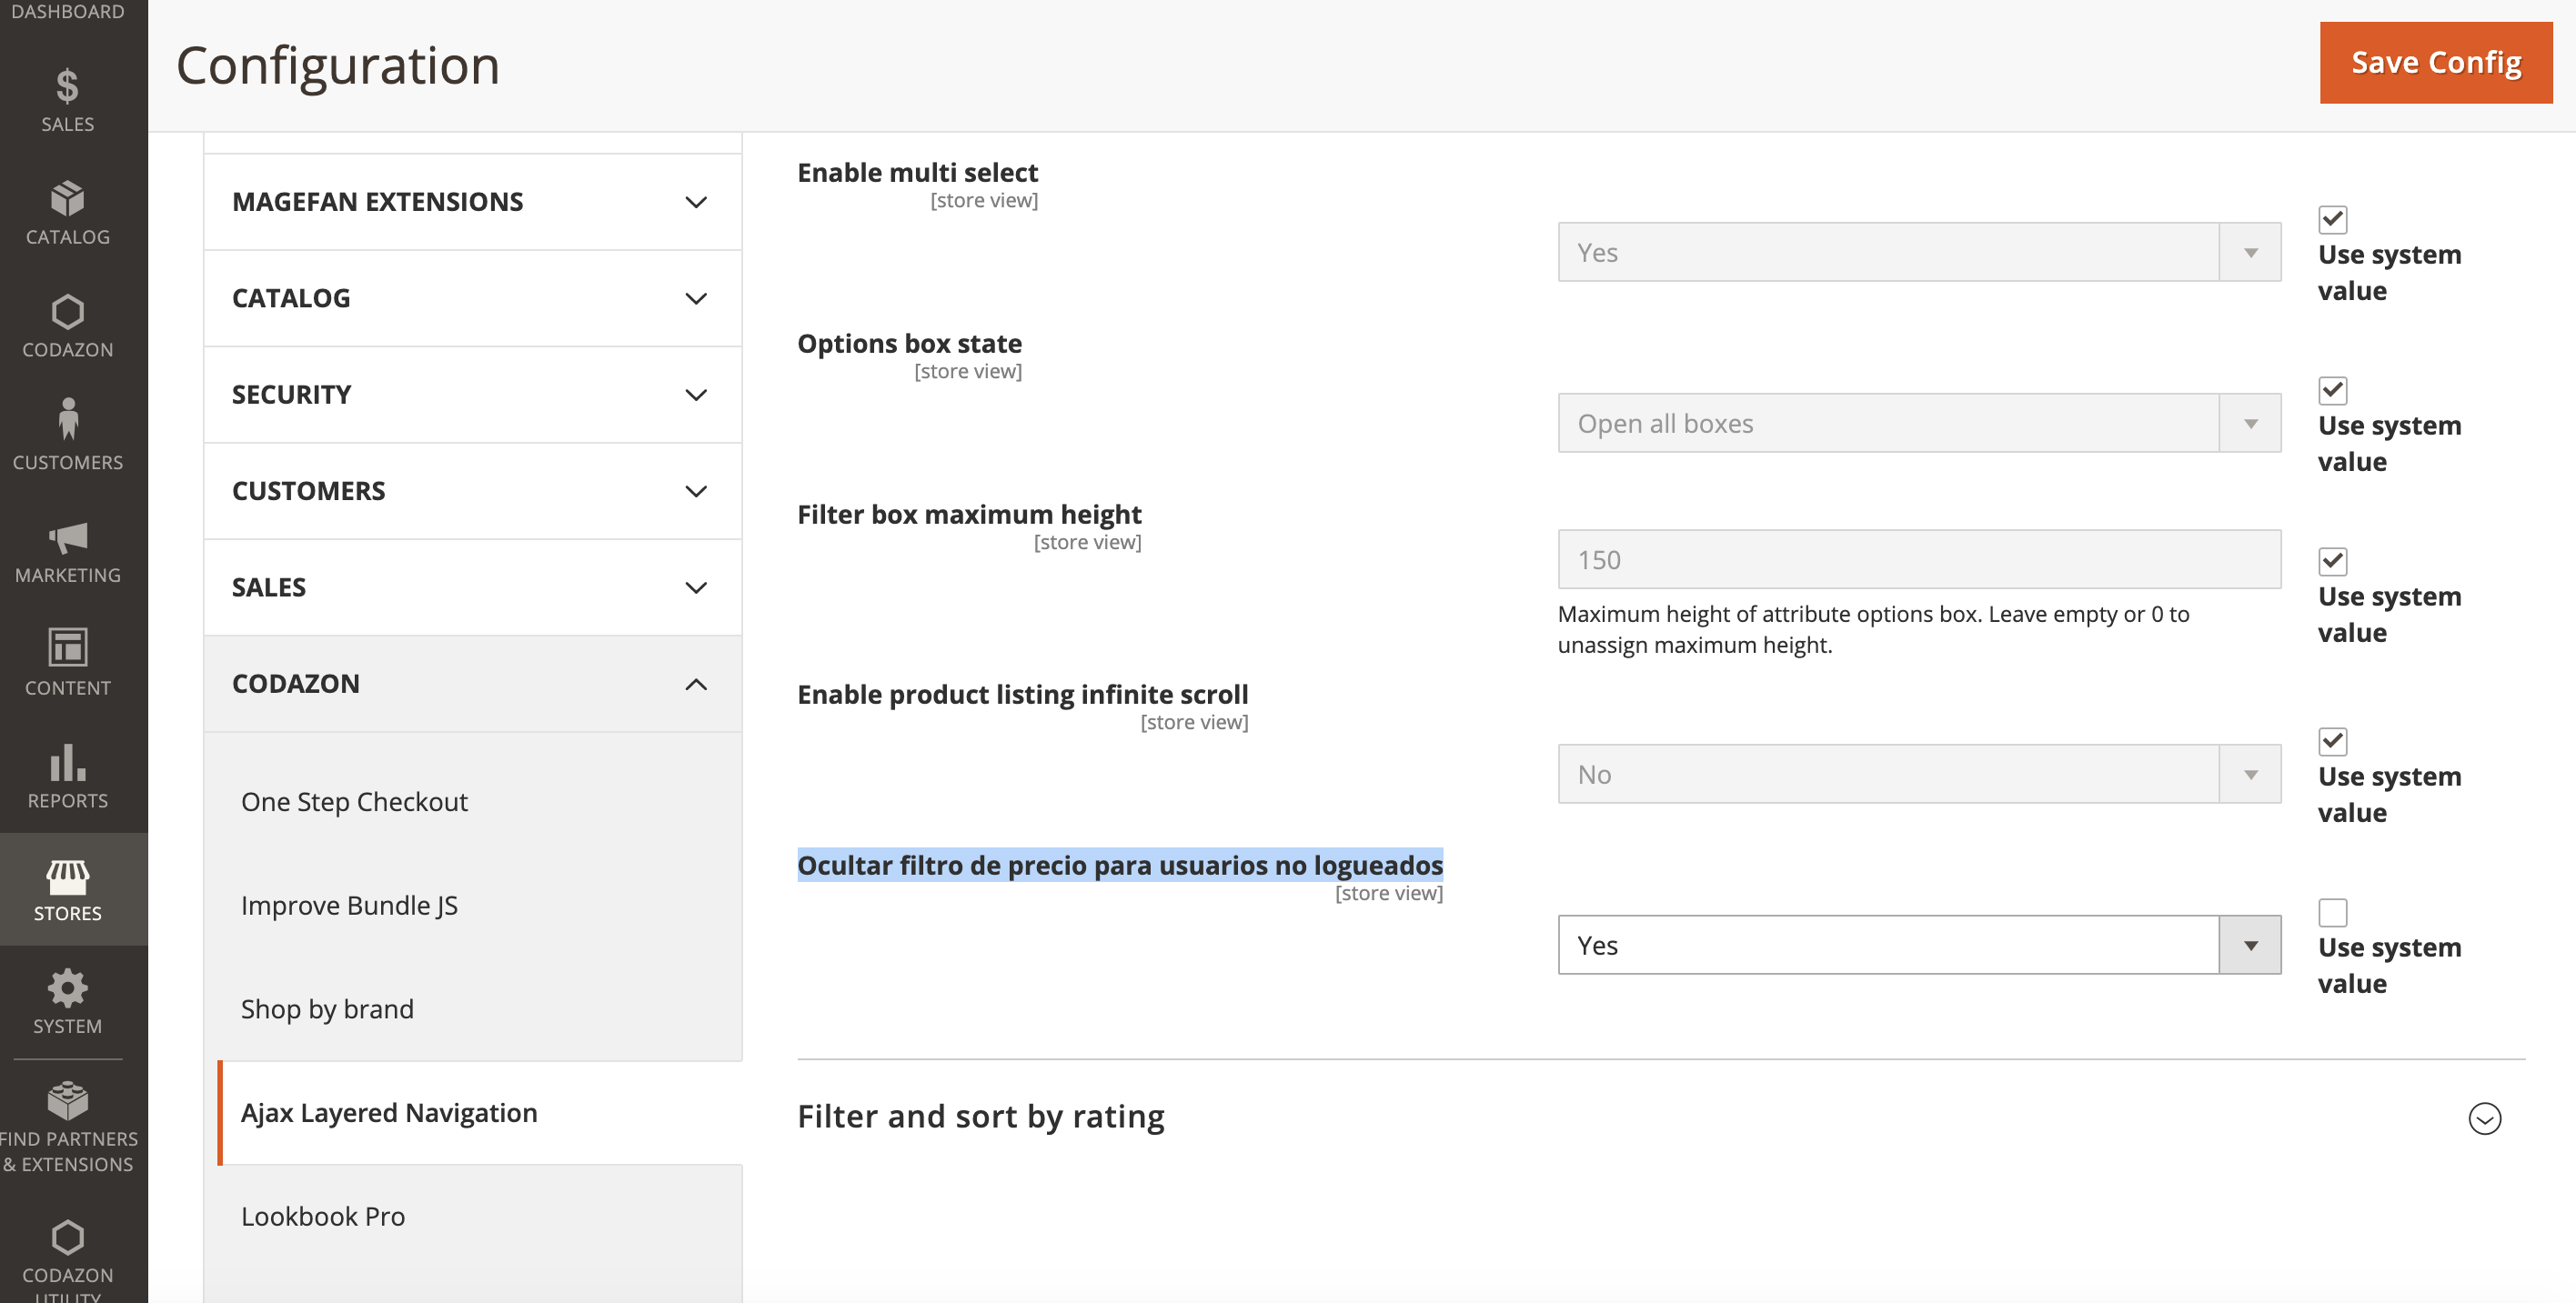 DASHBOARD
SALES
CATALOG
CODAZON
CUSTOMERS
MARKETING
CONTENT
REPORTS
STORES
SYSTEM
FIND PARTNERS
& EXTENSIONS
CODAZON
UTILITY
Configuration
Save Config
MAGEFAN EXTENSIONS
CATALOG
SECURITY
CUSTOMERS
SALES
CODAZON
One Step Checkout
Improve Bundle JS
Shop by brand
Ajax Layered Navigation
Lookbook Pro
Enable multi select
[store view]
Yes
Use system
value
Options box state
[store view]
Open all boxes
Use system
value
Filter box maximum height
[store view]
150
Maximum height of attribute options box. Leave empty or 0 to
unassign maximum height.
Use system
value
Enable product listing infinite scroll
[store view]
No
Use system
value
Ocultar filtro de precio para usuarios no logueados
[store view]
Yes
Use system
value
Filter and sort by rating